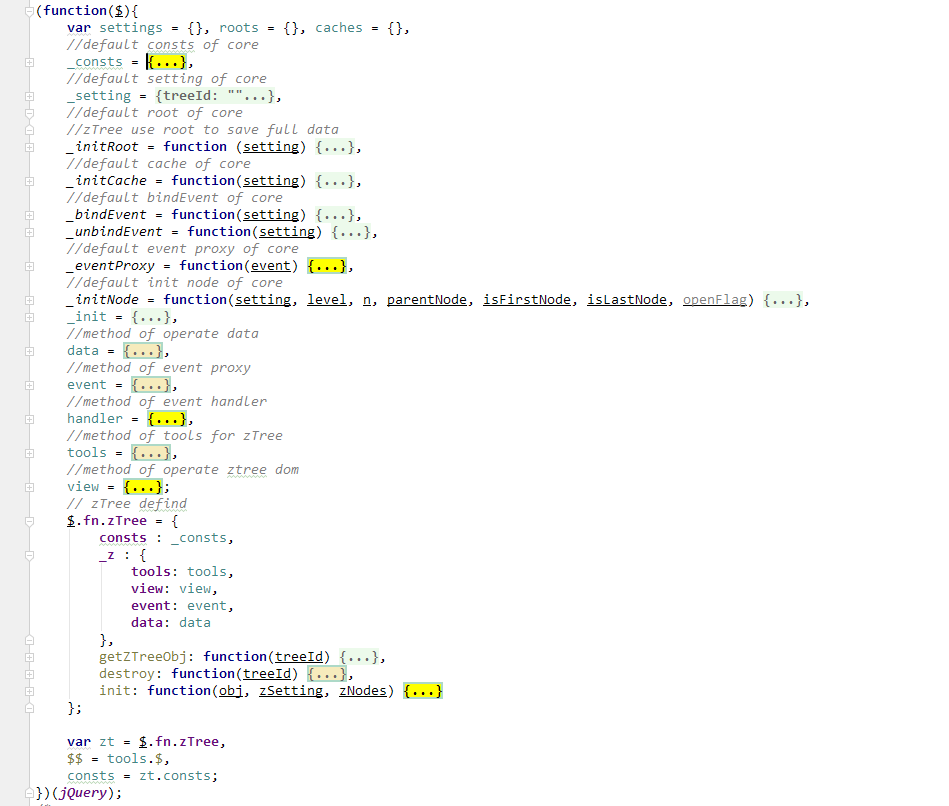 (function($){
var settings = {}, roots = {}, caches = {},
//default consts of core
_consts = {...},
//default setting of core
_setting = {treeId: ""...},
//default root of core
//zTree use root to save full data
_initRoot = function (setting) {...},
//default cache of core
_initCache = function(setting) {...},
//default bindEvent of core
_bindEvent = function(setting) {...},
_unbindEvent = function(setting) {...},
//default event proxy of core
_eventProxy = function(event) {...},
//default init node of core
_initNode = function(setting, level, n, parentNode, isFirstNode, isLastNode, openFlag) {...},
_init = {...},
//method of operate data
data = {...},
//method of event proxy
event = {...},
//method of event handler
handler = {...},
//method of tools for zTree
tools = {...},
//method of operate ztree dom
view = {...};
// zTree defind
$.fn.zTree = {
consts : _consts,
_z : {
tools: tools,
view: view,
event: event,
data: data
},
getZTreeObj: function(treeId) {...},
destroy: function(treeId) {...},
init: function(obj, zSetting, zNodes) {...}
};
var zt = $.fn.zTree,
$$ = tools.$,
consts = zt.consts;
})(jQuery);